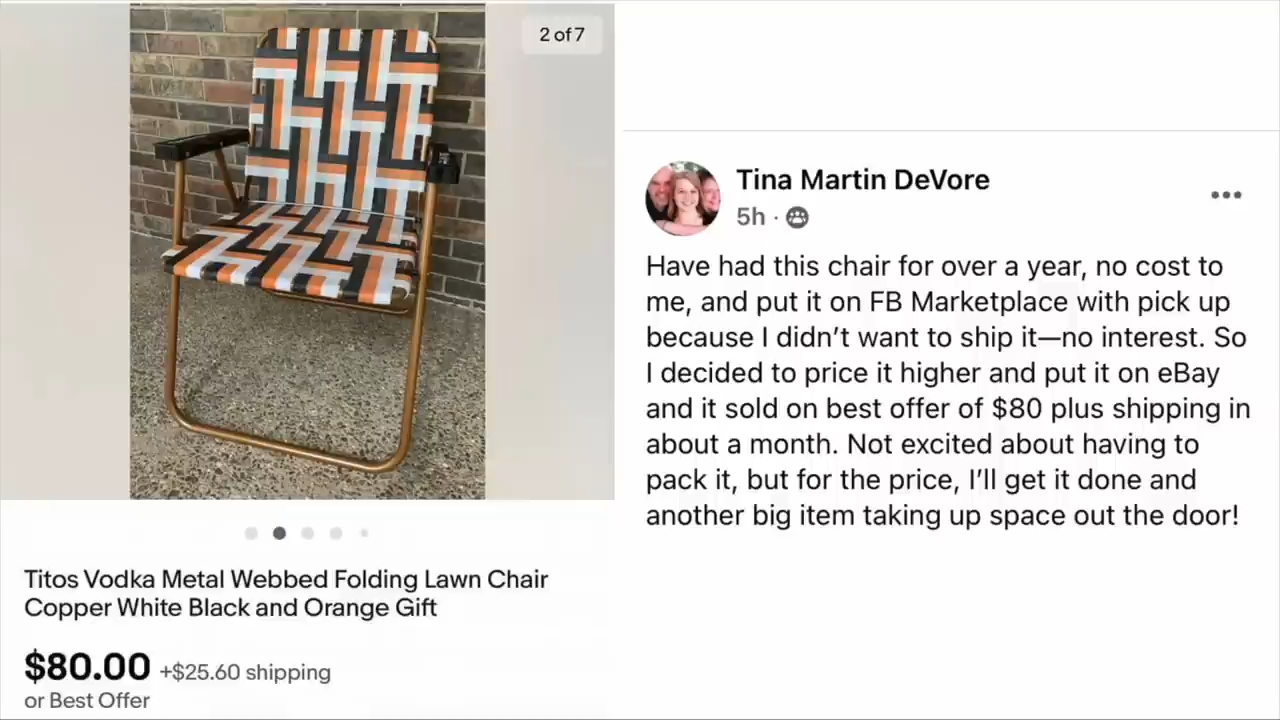 2 of 7
Titos Vodka Metal Webbed Folding Lawn Chair
Copper White Black and Orange Gift
$80.00 +$25.60 shipping
or Best Offer
Tina Martin DeVore
5h ·
Have had this chair for over a year, no cost to
me, and put it on FB Marketplace with pick up
because I didn’t want to ship it—no interest. So
I decided to price it higher and put it on eBay
and it sold on best offer of $80 plus shipping in
about a month. Not excited about having to
pack it, but for the price, I’ll get it done and
another big item taking up space out the door!